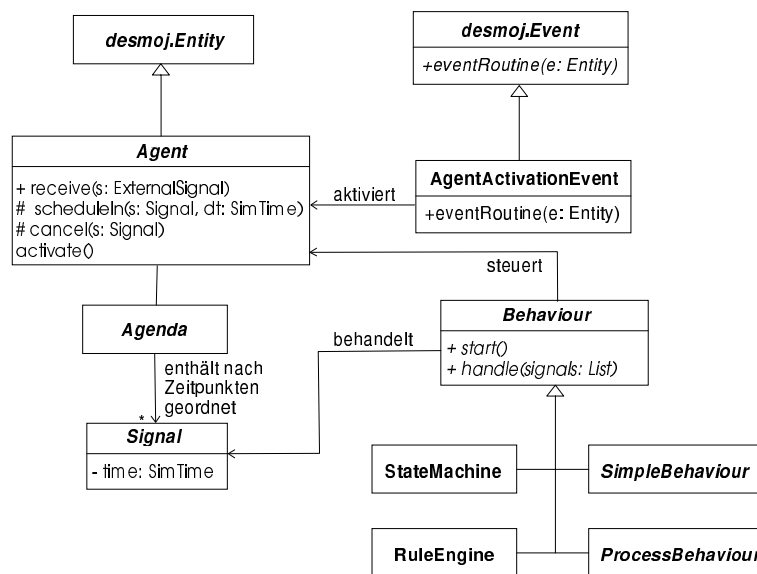 desmoj.Entity
desmoj.Event
+eventRoutine(e: Entity)
Agent
+ receive(s: ExternalSignal)
# scheduleIn(s: Signal, dt: SimTime)
# cancel(s: Signal)
activate()
aktiviert
AgentActivationEvent
+eventRoutine(e: Entity)
steuert
Agenda
behandelt
Behaviour
+ start()
+ handle(signals: List)
enthält nach
Zeitpunkten
geordnet
*
Signal
- time: SimTime
StateMachine
SimpleBehaviour
RuleEngine
ProcessBehaviour